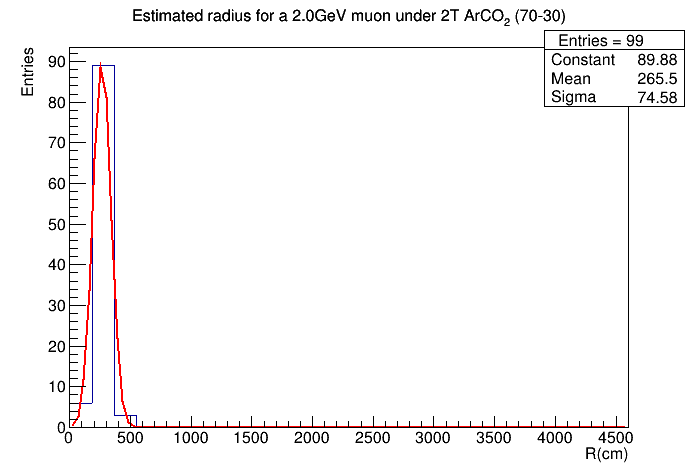 Estimated radius for a 2.0GeV muon under 2T ArCO₂ (70-30)
Entries = 99
Constant 89.88
Mean 265.5
Sigma 74.58
Entries
90
80
70
60
50
40
30
20
10
0
0 500 1000 1500 2000 2500 3000 3500 4000 4500
R(cm)